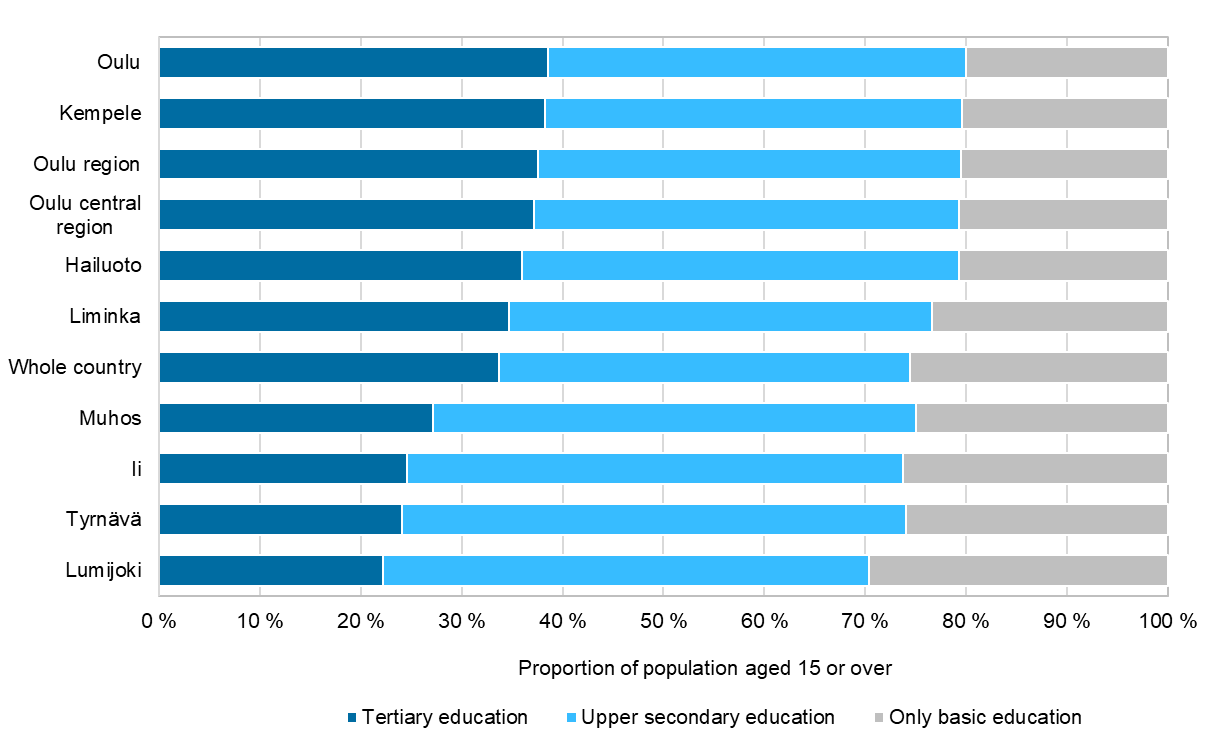 Oulu
Kempele
Oulu region
Oulu central
region
Hailuoto
Liminka
Whole country
Muhos
Ii
Tyrnävä
Lumijoki
0 % 10 % 20 % 30 % 40 % 50 % 60 % 70 % 80 % 90 % 100 %
Proportion of population aged 15 or over
Tertiary education Upper secondary education Only basic education